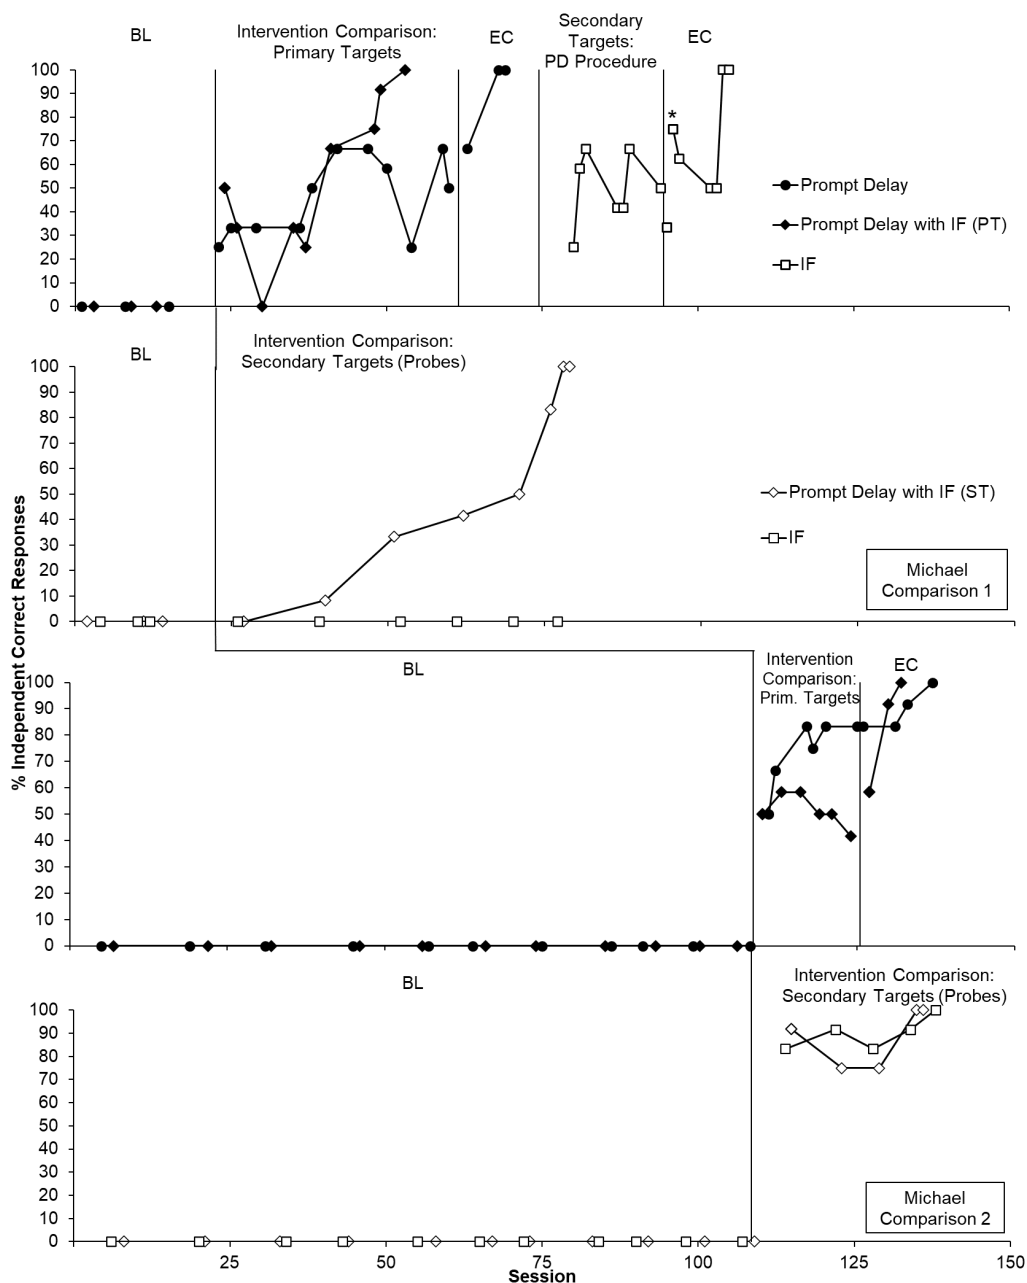 BL
Intervention Comparison:
Primary Targets
EC
Secondary
Targets:
PD Procedure
EC
100
90
80
70
60
50
40
30
20
10
0
*
Prompt Delay
Prompt Delay with IF (PT)
IF
BL
Intervention Comparison:
Secondary Targets (Probes)
100
90
80
70
60
50
40
30
20
10
0
Prompt Delay with IF (ST)
IF
Michael
Comparison 1
% Independent Correct Responses
BL
Intervention
Comparison:
Prim. Targets
EC
100
90
80
70
60
50
40
30
20
10
0
BL
Intervention Comparison:
Secondary Targets (Probes)
100
90
80
70
60
50
40
30
20
10
0
Michael
Comparison 2
25 50 75 100 125 150
Session